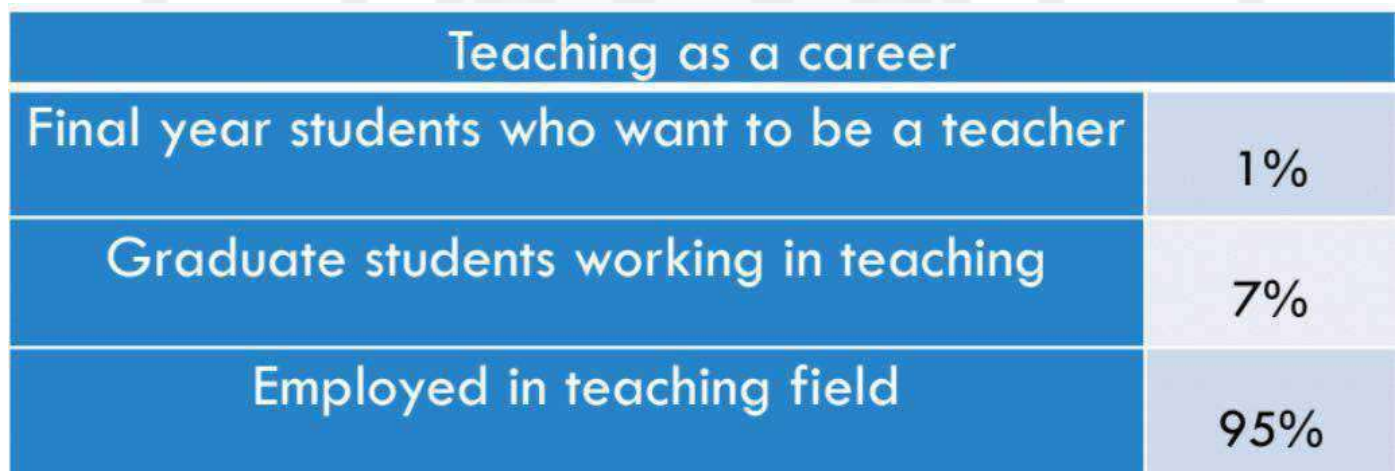 Teaching as a career
Final year students who want to be a teacher
1%
Graduate students working in teaching
7%
Employed in teaching field
95%